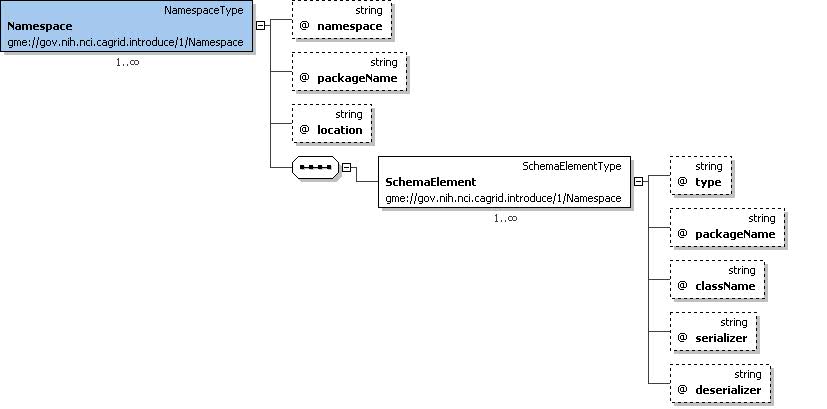 NamespaceType
Namespace
gme://gov.nih.nci.cagrid.introduce/1/Namespace
1..∞
string
@ namespace
string
@ packageName
string
@ location
SchemaElementType
SchemaElement
gme://gov.nih.nci.cagrid.introduce/1/Namespace
1..∞
string
@ type
string
@ packageName
string
@ className
string
@ serializer
string
@ deserializer